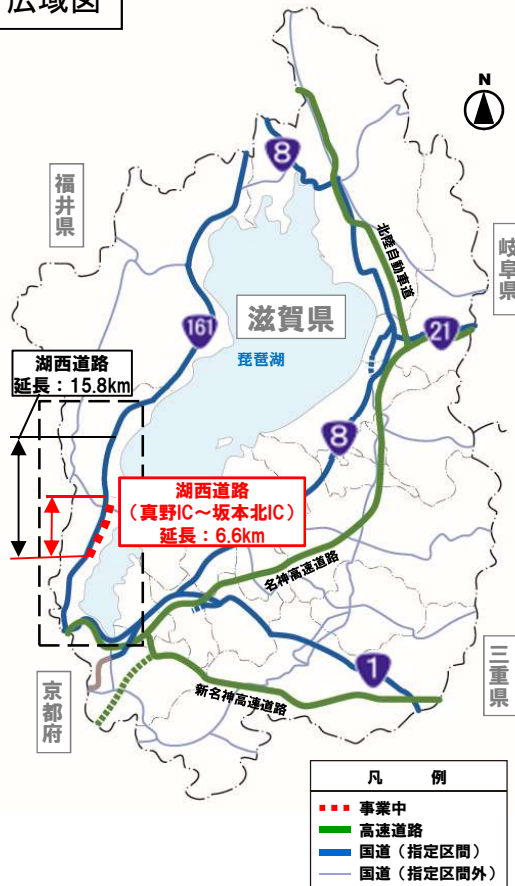 広域図
N
8
福井県
北陸自動車道
岐阜県
161
滋賀県
琵琶湖
21
湖西道路
延長：15.8km
8
湖西道路
（真野IC～坂本北IC）
延長：6.6km
名神高速道路
1
三重県
京都府
新名神高速道路
凡 例
事業中
高速道路
国道（指定区間）
国道（指定区間外）